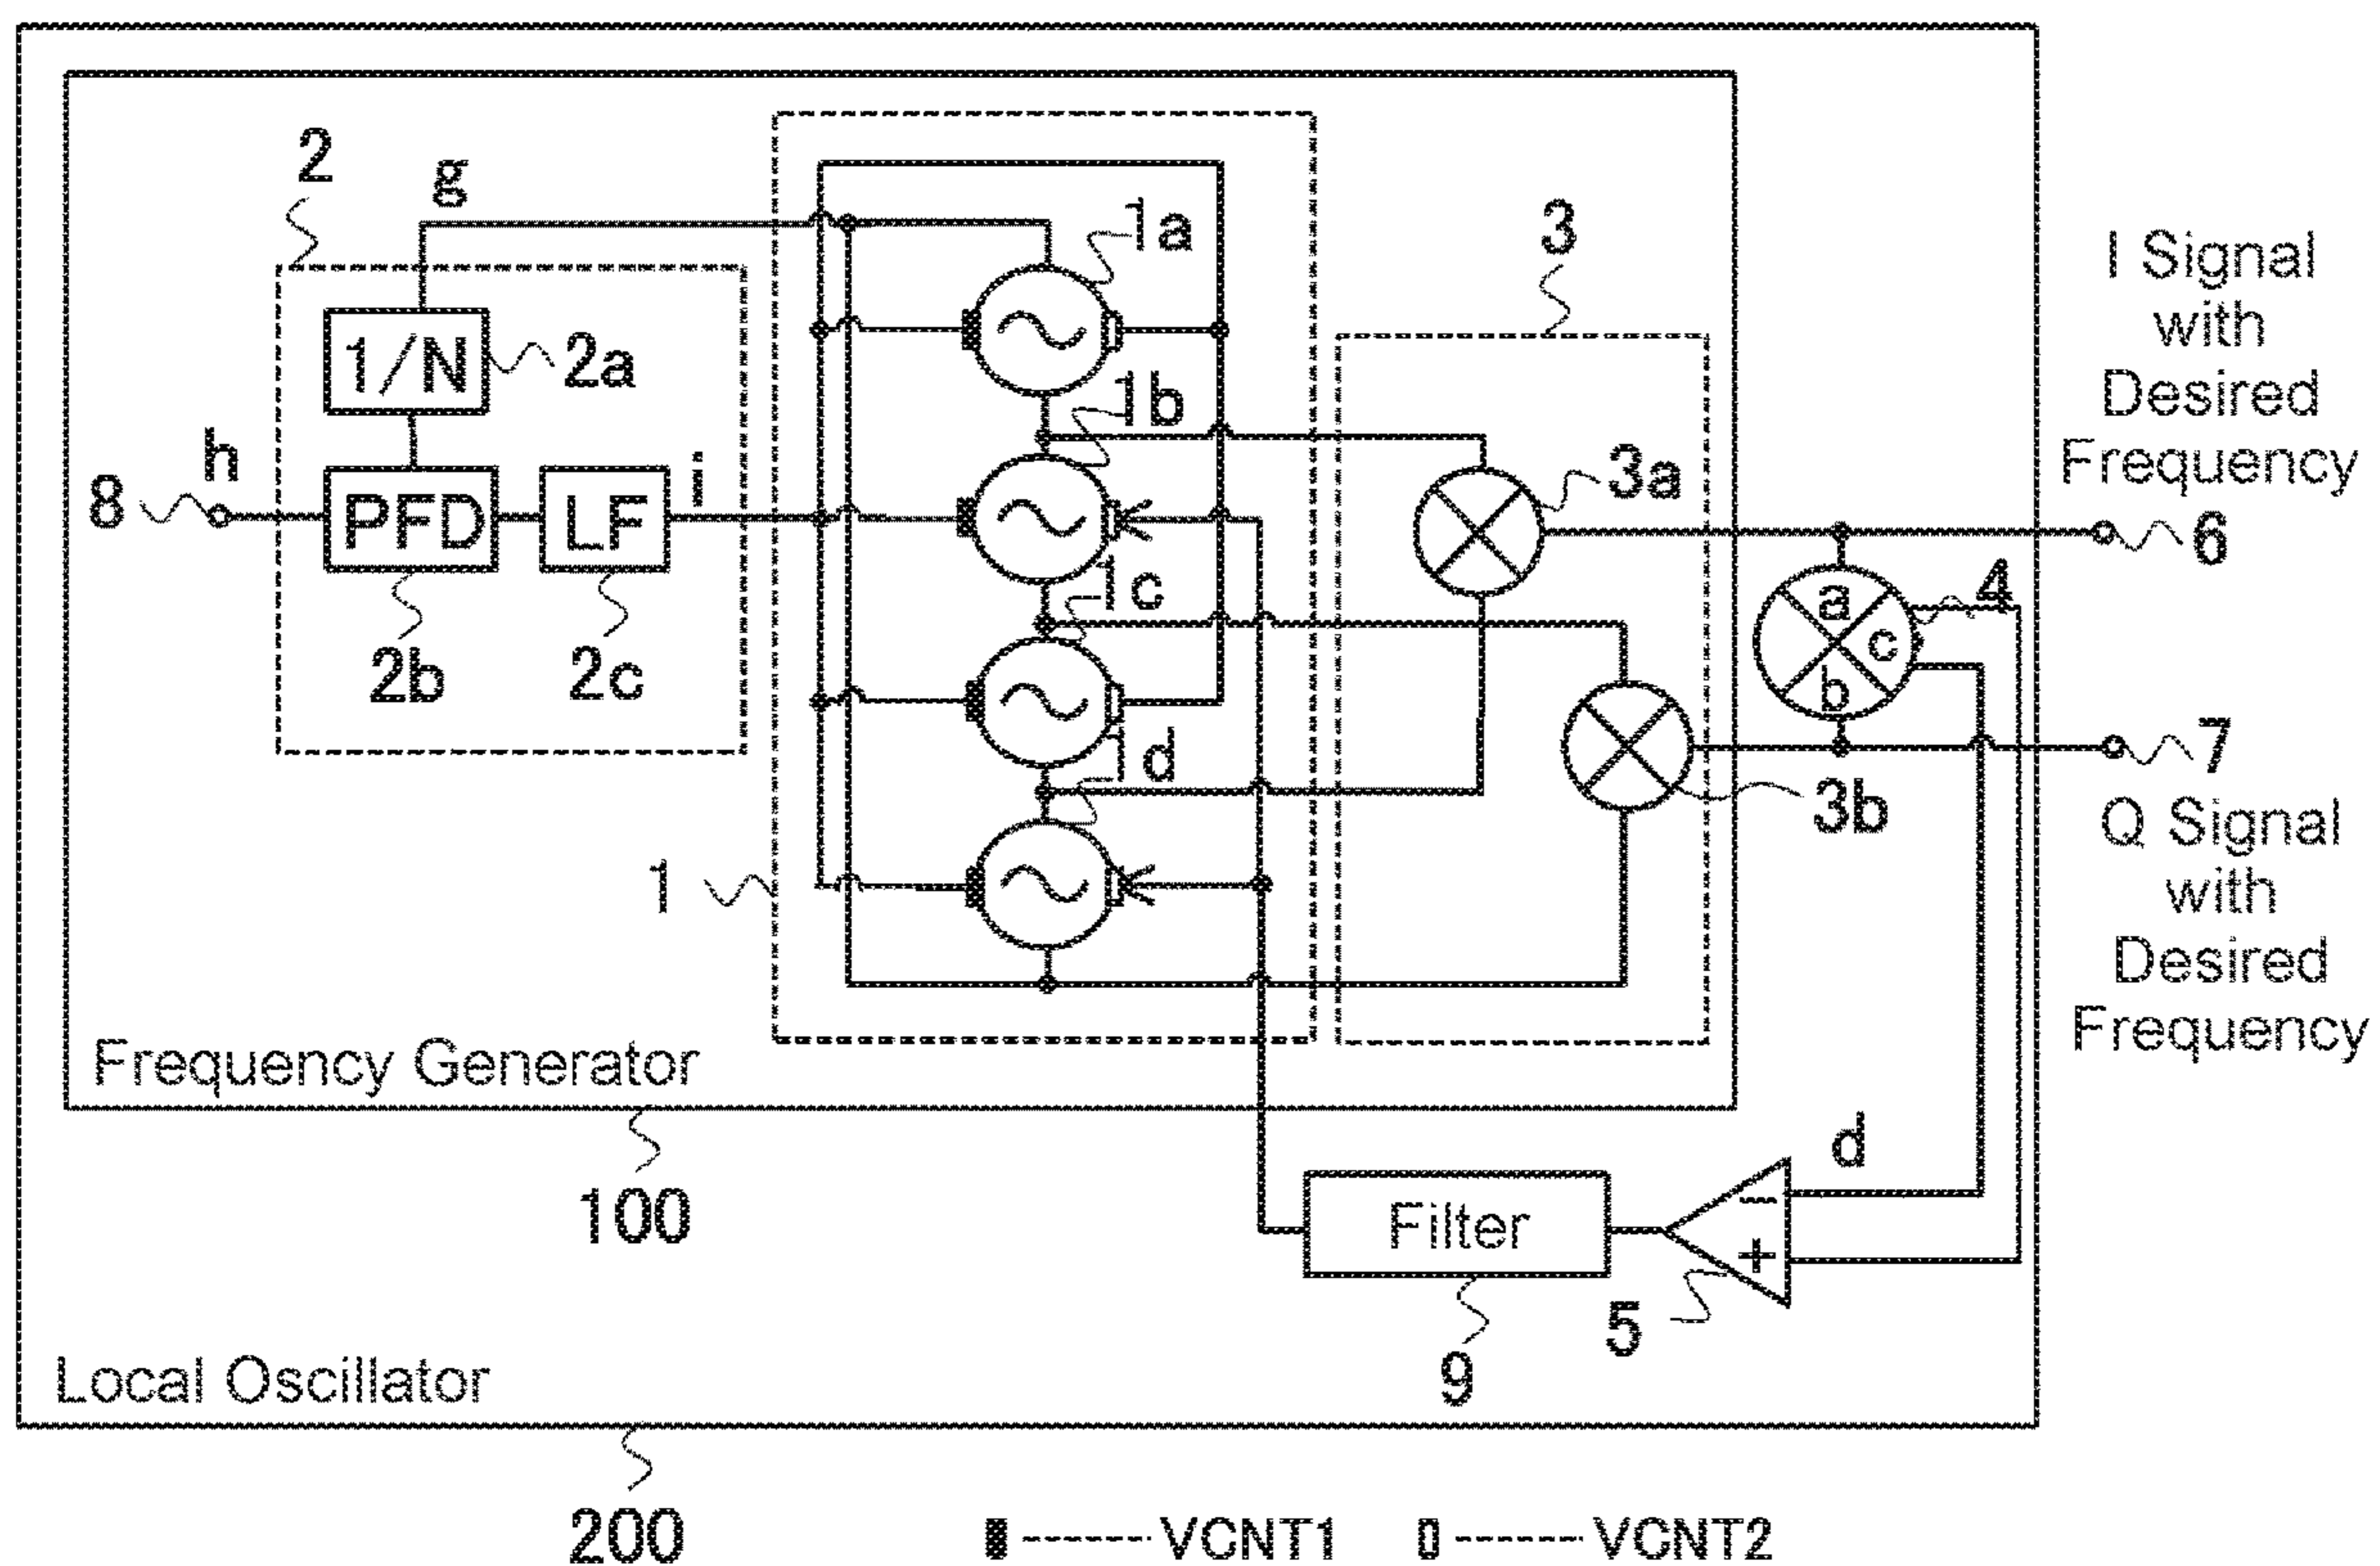 2
g
1a
3
I Signal
with
Desired
Frequency
1/N
2a
1b
h
8
PFD
LF
i
3a
6
2b
2c
1c
a
c
b
4
1d
7
3b
Q Signal
with
Desired
Frequency
1
Frequency Generator
100
d
−
+
Filter
5
9
Local Oscillator
200
VCNT1
VCNT2